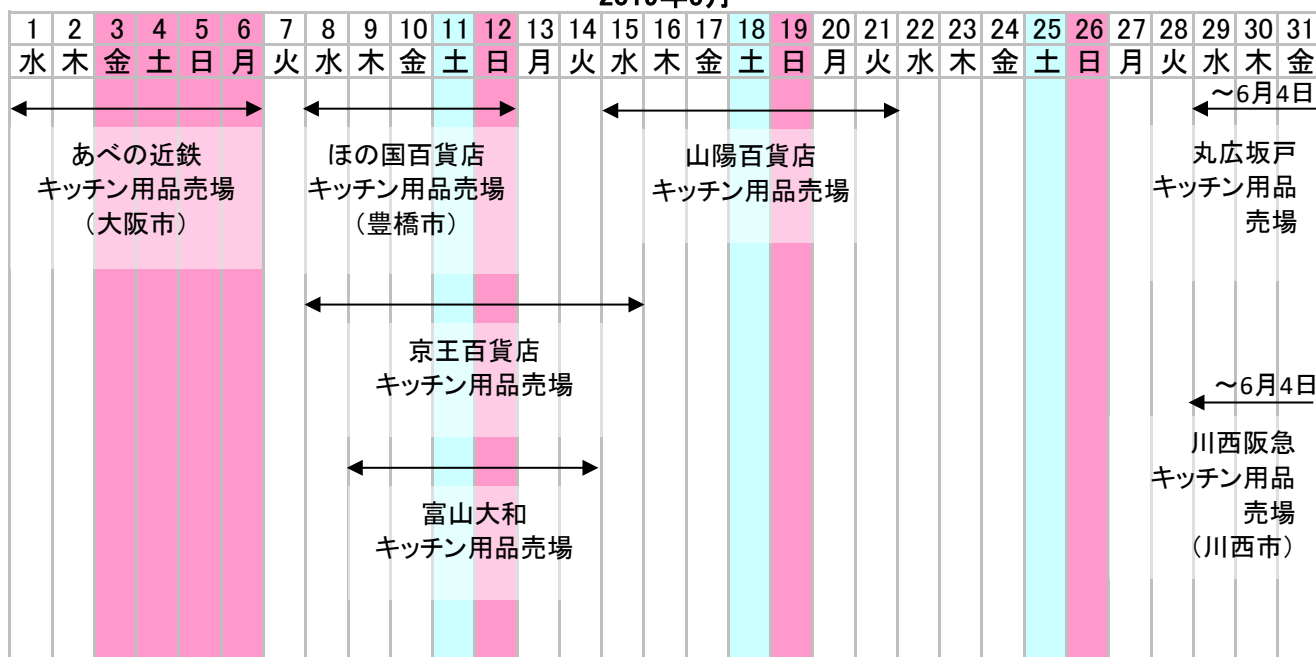 1 2 3 4 5 6 7 8 9 10 11 12 13 14 15 16 17 18 19 20 21 22 23 24 25 26 27 28 29 30 31
水 木 金 土 日 月 火 水 木 金 土 日 月 火 水 木 金 土 日 月 火 水 木 金 土 日 月 火 水 木 金
あべの近鉄
キッチン用品売場
（大阪市）
ほの国百貨店
キッチン用品売場
（豊橋市）
山陽百貨店
キッチン用品売場
～6月4日
丸広坂戸
キッチン用品
売場
京王百貨店
キッチン用品売場
富山大和
キッチン用品売場
～6月4日
川西阪急
キッチン用品
売場
（川西市）